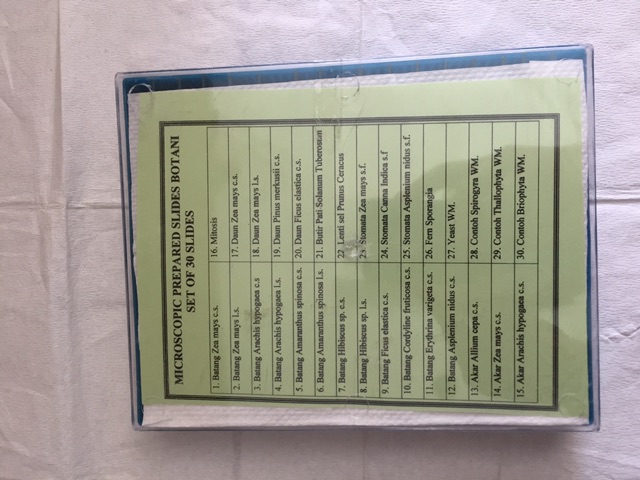 MICROSCOPIC PREPARED SLIDES BOTANI
SET OF 30 SLIDES
1. Batang Zea mays c.s.
2. Batang Zea mays l.s.
3. Batang Arachis hypogaea c.s
4. Batang Arachis hypogaea l.s.
5. Batang Amaranthus spinosa c.s.
6. Batang Amaranthus spinosa l.s.
7. Batang Hibiscus sp. c.s.
8. Batang Hibiscus sp. l.s.
9. Batang Ficus elastica c.s.
10. Batang Cordyline fruticosa c.s.
11. Batang Erythrina varigeta c.s.
12. Batang Asplenium nidus c.s.
13. Akar Allium cepa c.s.
14. Akar Zea mays c.s.
15. Akar Arachis hypogaea c.s.
16. Mitosis
17. Daun Zea mays c.s.
18. Daun Zea mays l.s.
19. Daun Pinus merkusii c.s.
20. Daun Ficus elastica c.s.
21. Butir Pati Solanum Tuberossum
22. Lenti sel Prunus Ceracus
23. Stomata Zea mays s.f.
24. Stomata Canna Indica s.f
25. Stomata Asplenium nidus s.f.
26. Fern Sporangia
27. Yeast WM.
28. Contoh Spirogyra WM.
29. Contoh Thallophyta WM.
30. Contoh Briophyta WM.